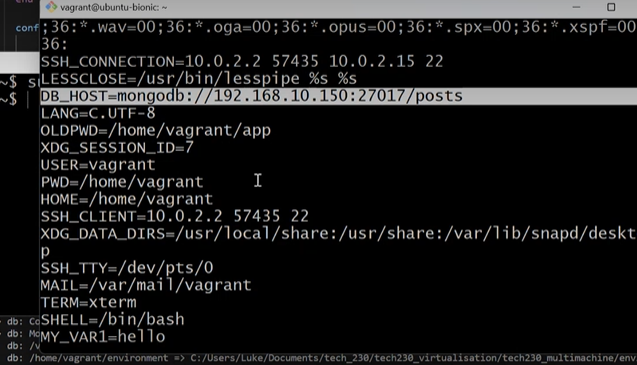 vagrant@ubuntu-bionic: ~
conf
;36:*.wav=00;36:*.oga=00;36:*.opus=00;36:*.spx=00;36:*.xspf=00
36:
SSH_CONNECTION=10.0.2.2 57435 10.0.2.15 22
LESSCLOSE=/usr/bin/lesspipe %s %s
~$ s
DB_HOST=mongodb://192.168.10.150:27017/posts
~$
LANG=C.UTF-8
OLDPWD=/home/vagrant/app
XDG_SESSION_ID=7
USER=vagrant
PWD=/home/vagrant
HOME=/home/vagrant
SSH_CLIENT=10.0.2.2 57435 22
XDG_DATA_DIRS=/usr/local/share:/usr/share:/var/lib/snapd/deskt
p
SSH_TTY=/dev/pts/0
MAIL=/var/mail/vagrant
TERM=xterm
SHELL=/bin/bash
MY_VAR1=hello
db: Co
db: Mo
db: /v
db: /home/vagrant/environment => C:/Users/Luke/Documents/tech_230/tech230_virtualisation/tech230_multimachine/env